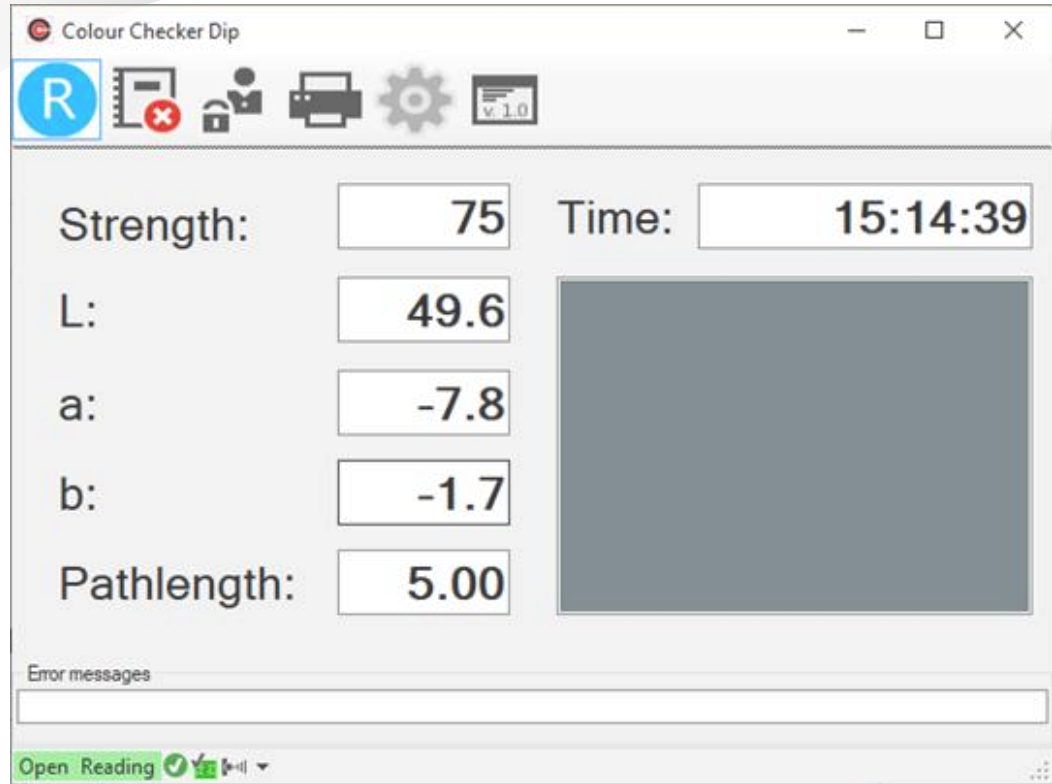 Colour Checker Dip
R
v. 1.0
Strength: 75
Time: 15:14:39
L: 49.6
a: -7.8
b: -1.7
Pathlength: 5.00
Error messages
Open Reading